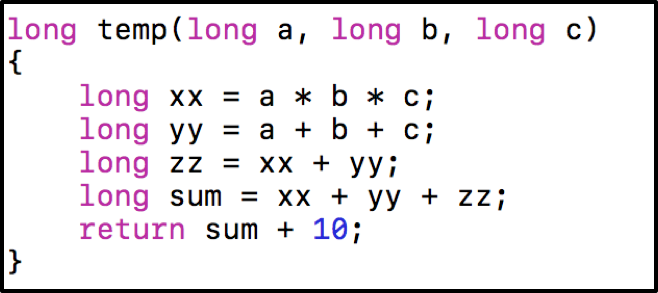 long temp(long a, long b, long c)
{
    long xx = a * b * c;
    long yy = a + b + c;
    long zz = xx + yy;
    long sum = xx + yy + zz;
    return sum + 10;
}